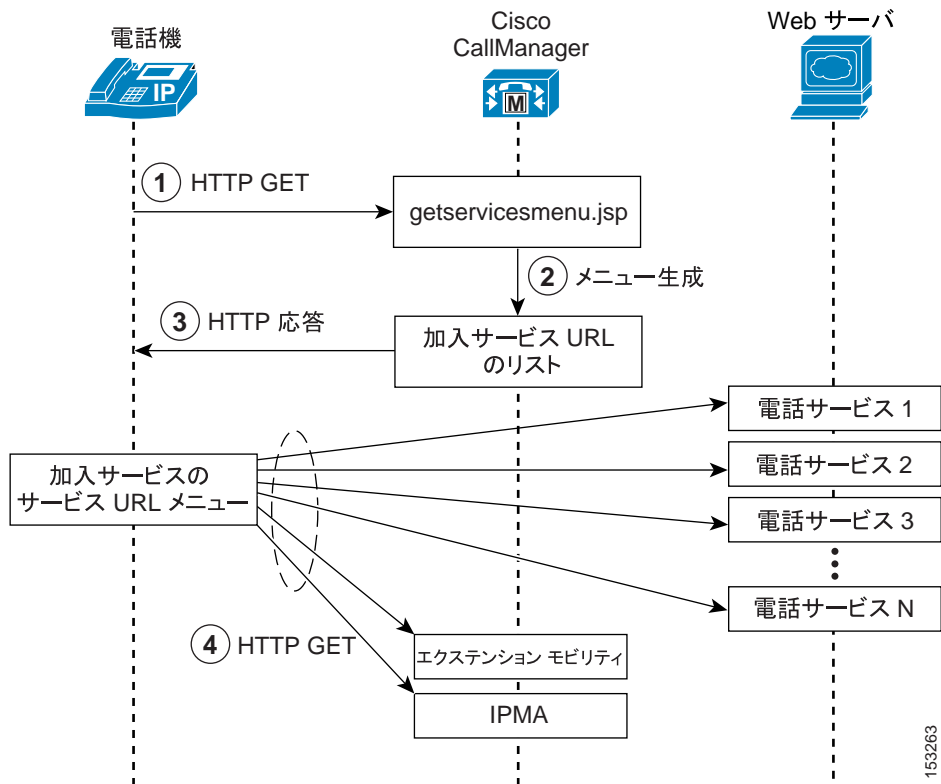 電話機
Cisco
CallManager
Web サーバ
IP
M
1 HTTP GET
getservicesmenu.jsp
2 メニュー生成
3 HTTP 応答
加入サービス URL
のリスト
電話サービス 1
加入サービスの
サービス URL メニュー
電話サービス 2
電話サービス 3
電話サービス N
4 HTTP GET
エクステンション モビリティ
IPMA
153263